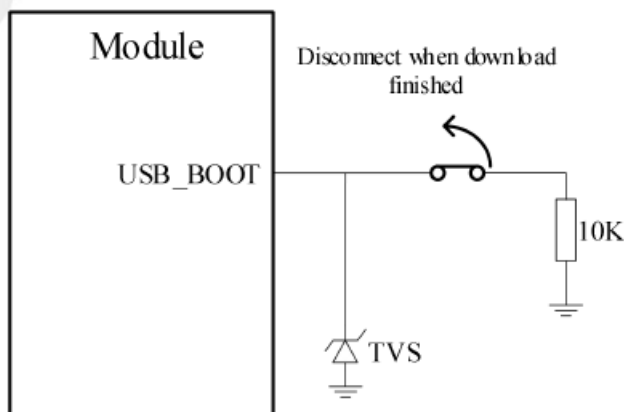 Module
Disconnect when download
finished
USB_BOOT
10K
TVS